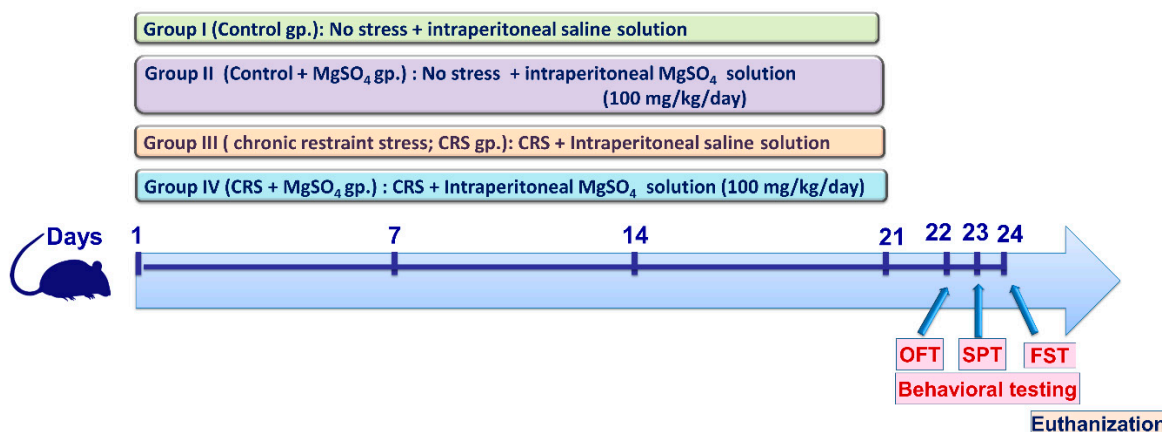 Group I (Control gp.): No stress + intraperitoneal saline solution
Group II (Control + MgSO₄ gp.) : No stress + intraperitoneal MgSO₄ solution
(100 mg/kg/day)
Group III ( chronic restraint stress; CRS gp.): CRS + Intraperitoneal saline solution
Group IV (CRS + MgSO₄ gp.) : CRS + Intraperitoneal MgSO₄ solution (100 mg/kg/day)
Days 1 7 14 21 22 23 24
OFT SPT FST
Behavioral testing
Euthanization